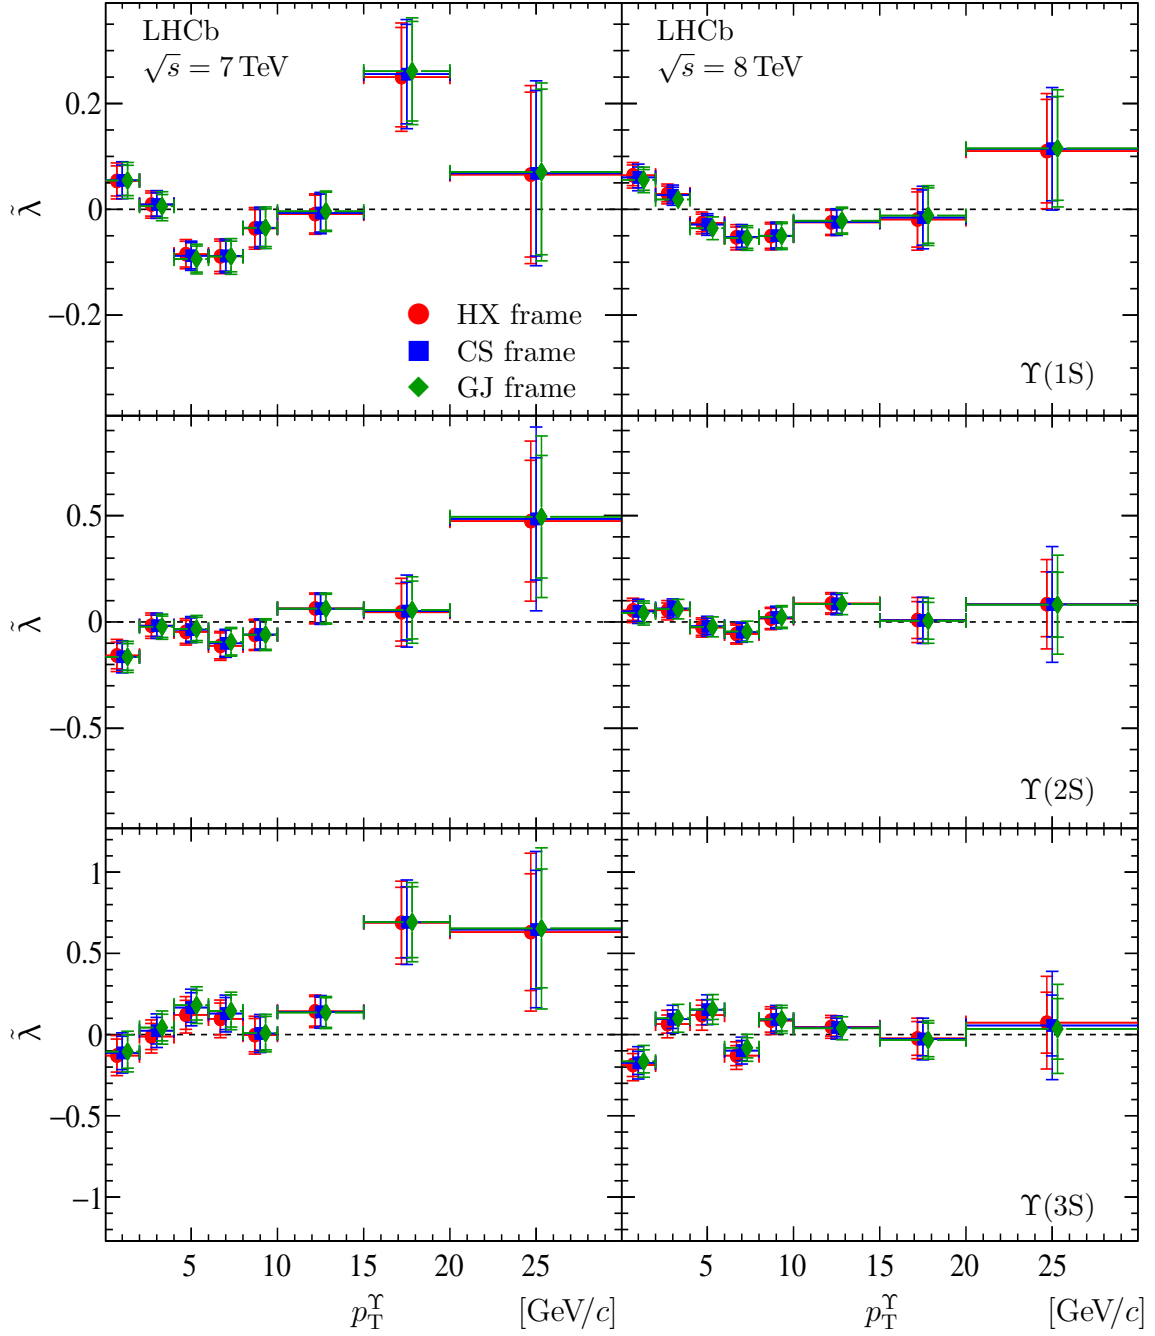 LHCb
√s = 7 TeV
LHCb
√s = 8 TeV
λ̃
0.2
0
−0.2
HX frame
CS frame
GJ frame
ϒ(1S)
λ̃
0.5
0
−0.5
ϒ(2S)
λ̃
1
0.5
0
−0.5
−1
ϒ(3S)
5 10 15 20 25 5 10 15 20 25
p_T^ϒ [GeV/c] p_T^ϒ [GeV/c]